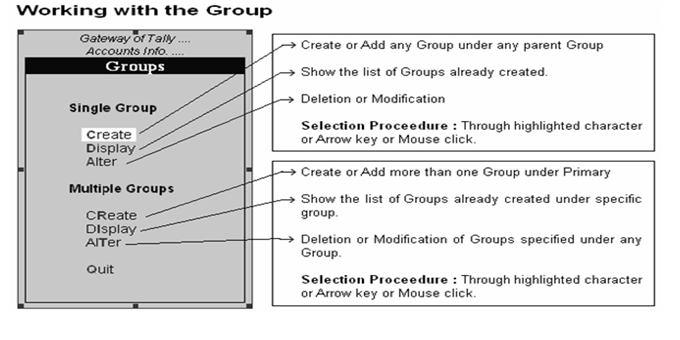 Working with the Group
Gateway of Tally ....
Accounts Info. ....
Groups
Single Group
Create
Display
Alter
Multiple Groups
CReate
DIsplay
AlTer
Quit
Create or Add any Group under any parent Group
Show the list of Groups already created.
Deletion or Modification
Selection Proceedure : Through highlighted character
or Arrow key or Mouse click.
Create or Add more than one Group under Primary
Show the list of Groups already created under specific
group.
Deletion or Modification of Groups specified under any
Group.
Selection Proceedure : Through highlighted character
or Arrow key or Mouse click.